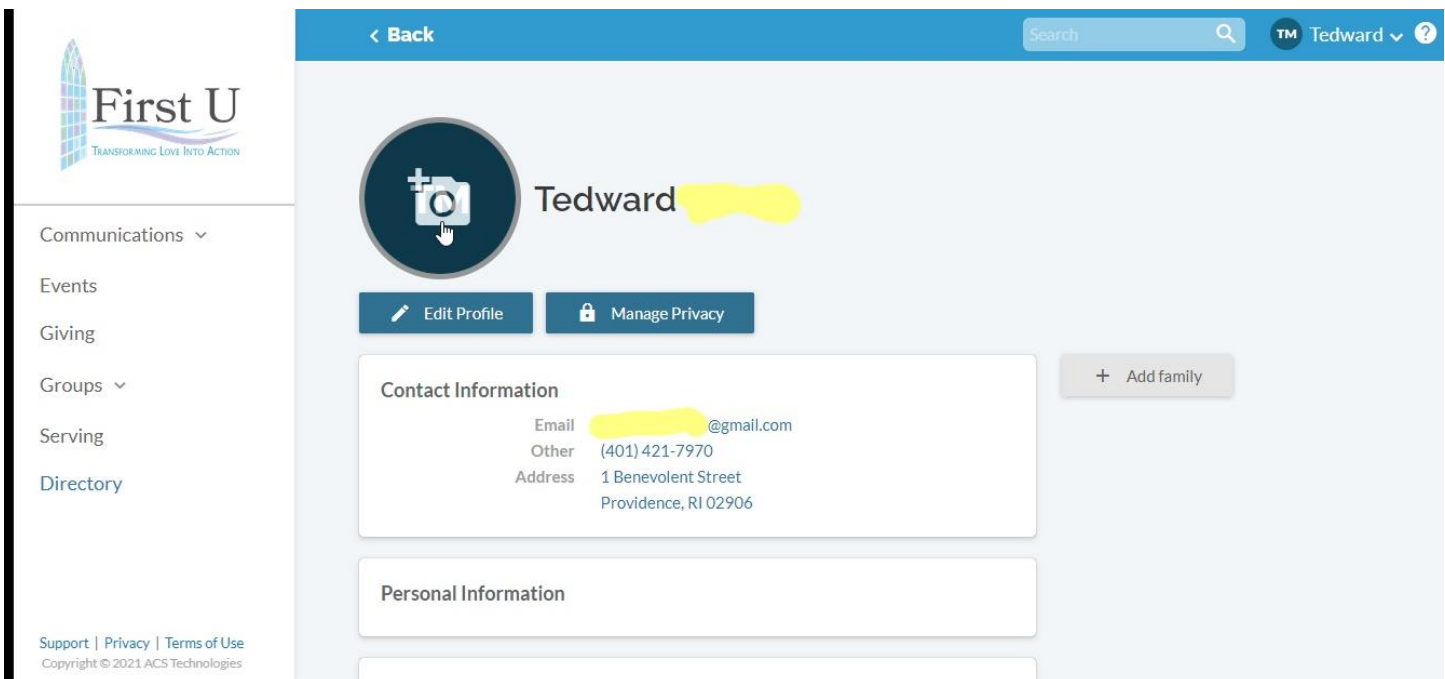 < Back
Search
TM Tedward ?
First U
TRANSFORMING LOVE INTO ACTION
Communications
Events
Giving
Groups
Serving
Directory
Support | Privacy | Terms of Use
Copyright © 2021 ACS Technologies
TM
Tedward
Edit Profile
Manage Privacy
+ Add family
Contact Information
Email @gmail.com
Other (401) 421-7970
Address 1 Benevolent Street
Providence, RI 02906
Personal Information